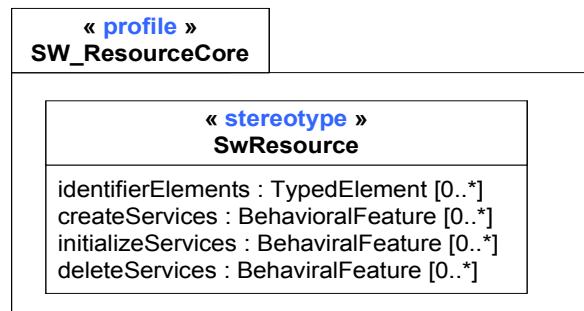 « profile »
SW_ResourceCore
« stereotype »
SwResource
identifierElements : TypedElement [0..*]
createServices : BehavioralFeature [0..*]
initializeServices : BehaviralFeature [0..*]
deleteServices : BehaviralFeature [0..*]